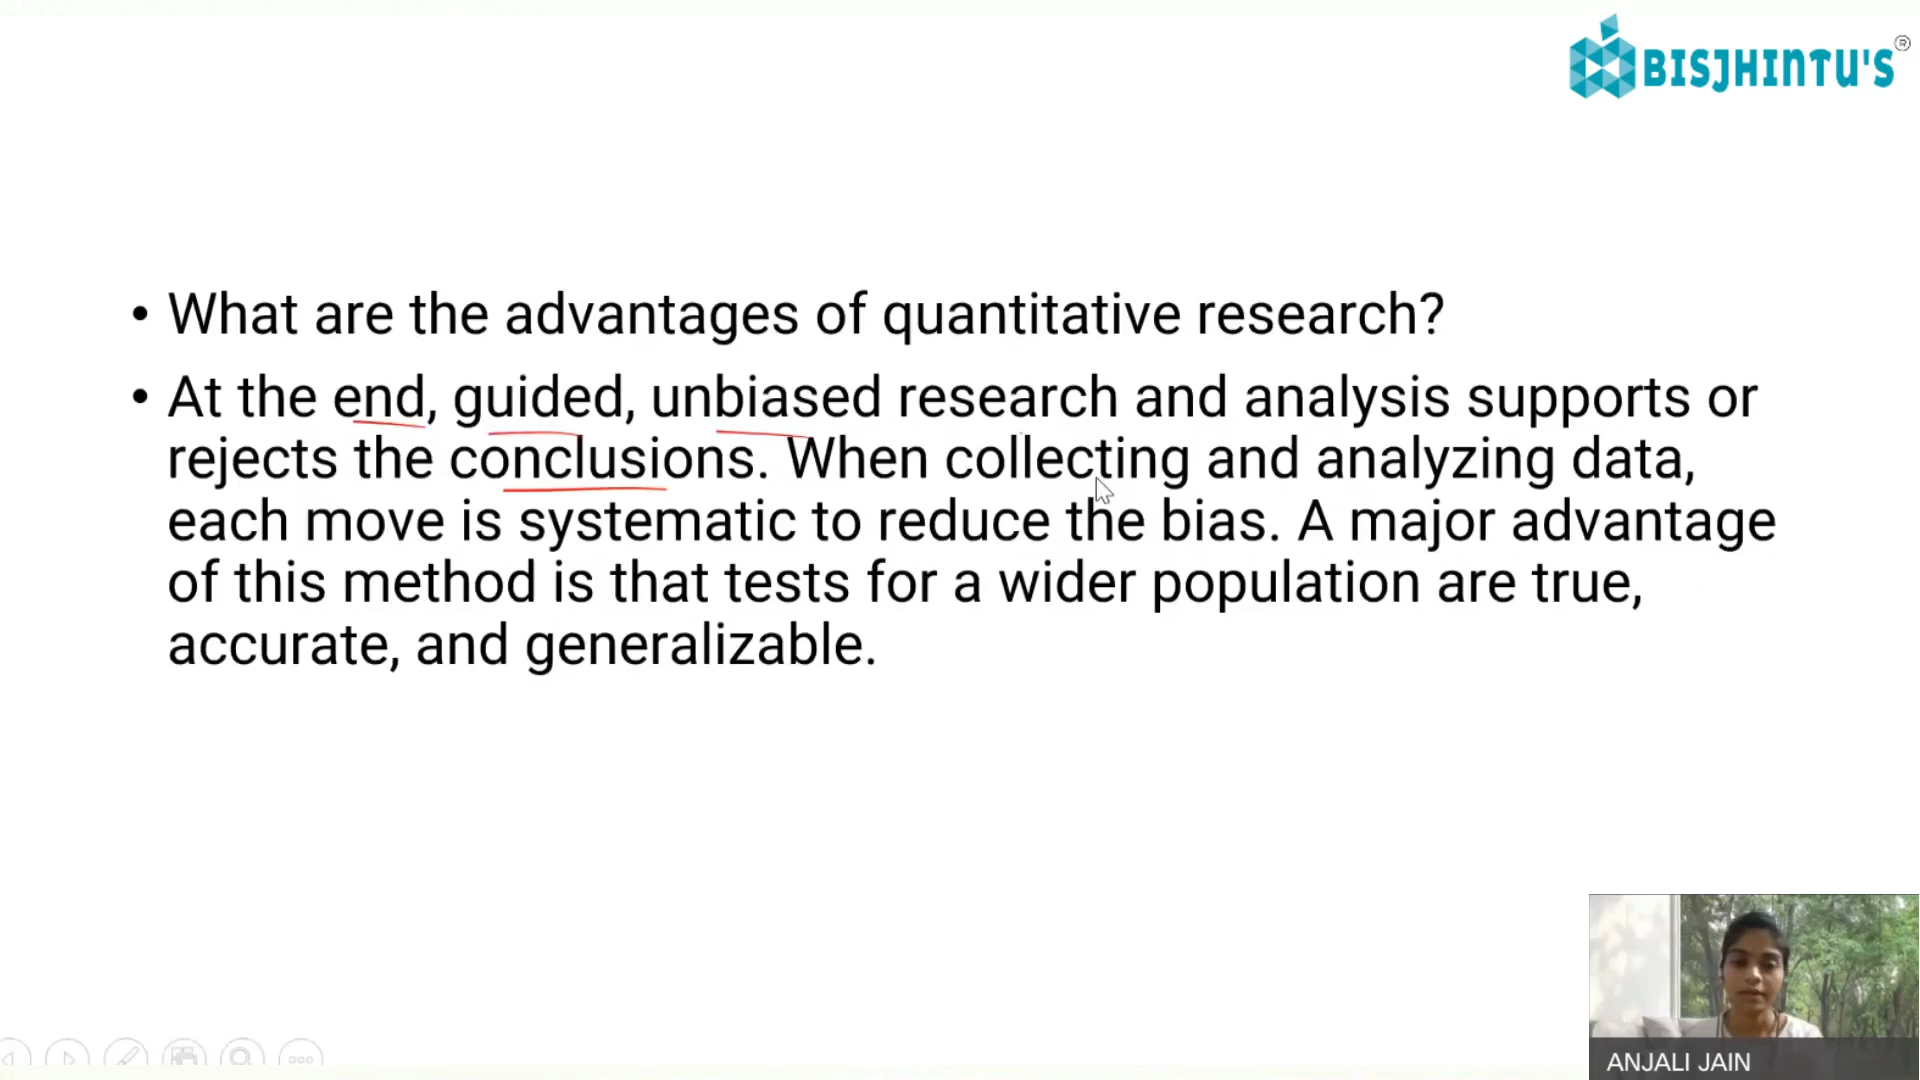 BISJHINTU'S®
• What are the advantages of quantitative research?
• At the end, guided, unbiased research and analysis supports or
rejects the conclusions. When collecting and analyzing data,
each move is systematic to reduce the bias. A major advantage
of this method is that tests for a wider population are true,
accurate, and generalizable.
ANJALI JAIN